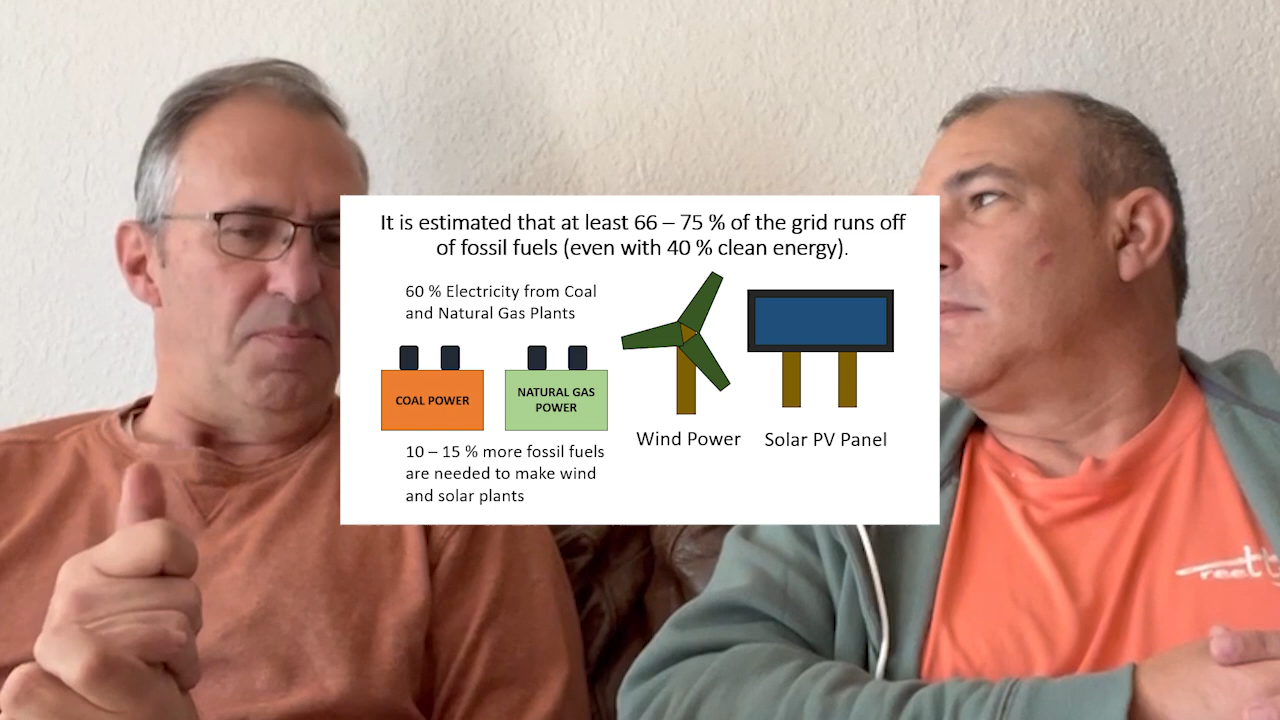 It is estimated that at least 66 – 75 % of the grid runs off
of fossil fuels (even with 40 % clean energy).
60 % Electricity from Coal
and Natural Gas Plants
COAL POWER
NATURAL GAS
POWER
Wind Power
Solar PV Panel
10 – 15 % more fossil fuels
are needed to make wind
and solar plants